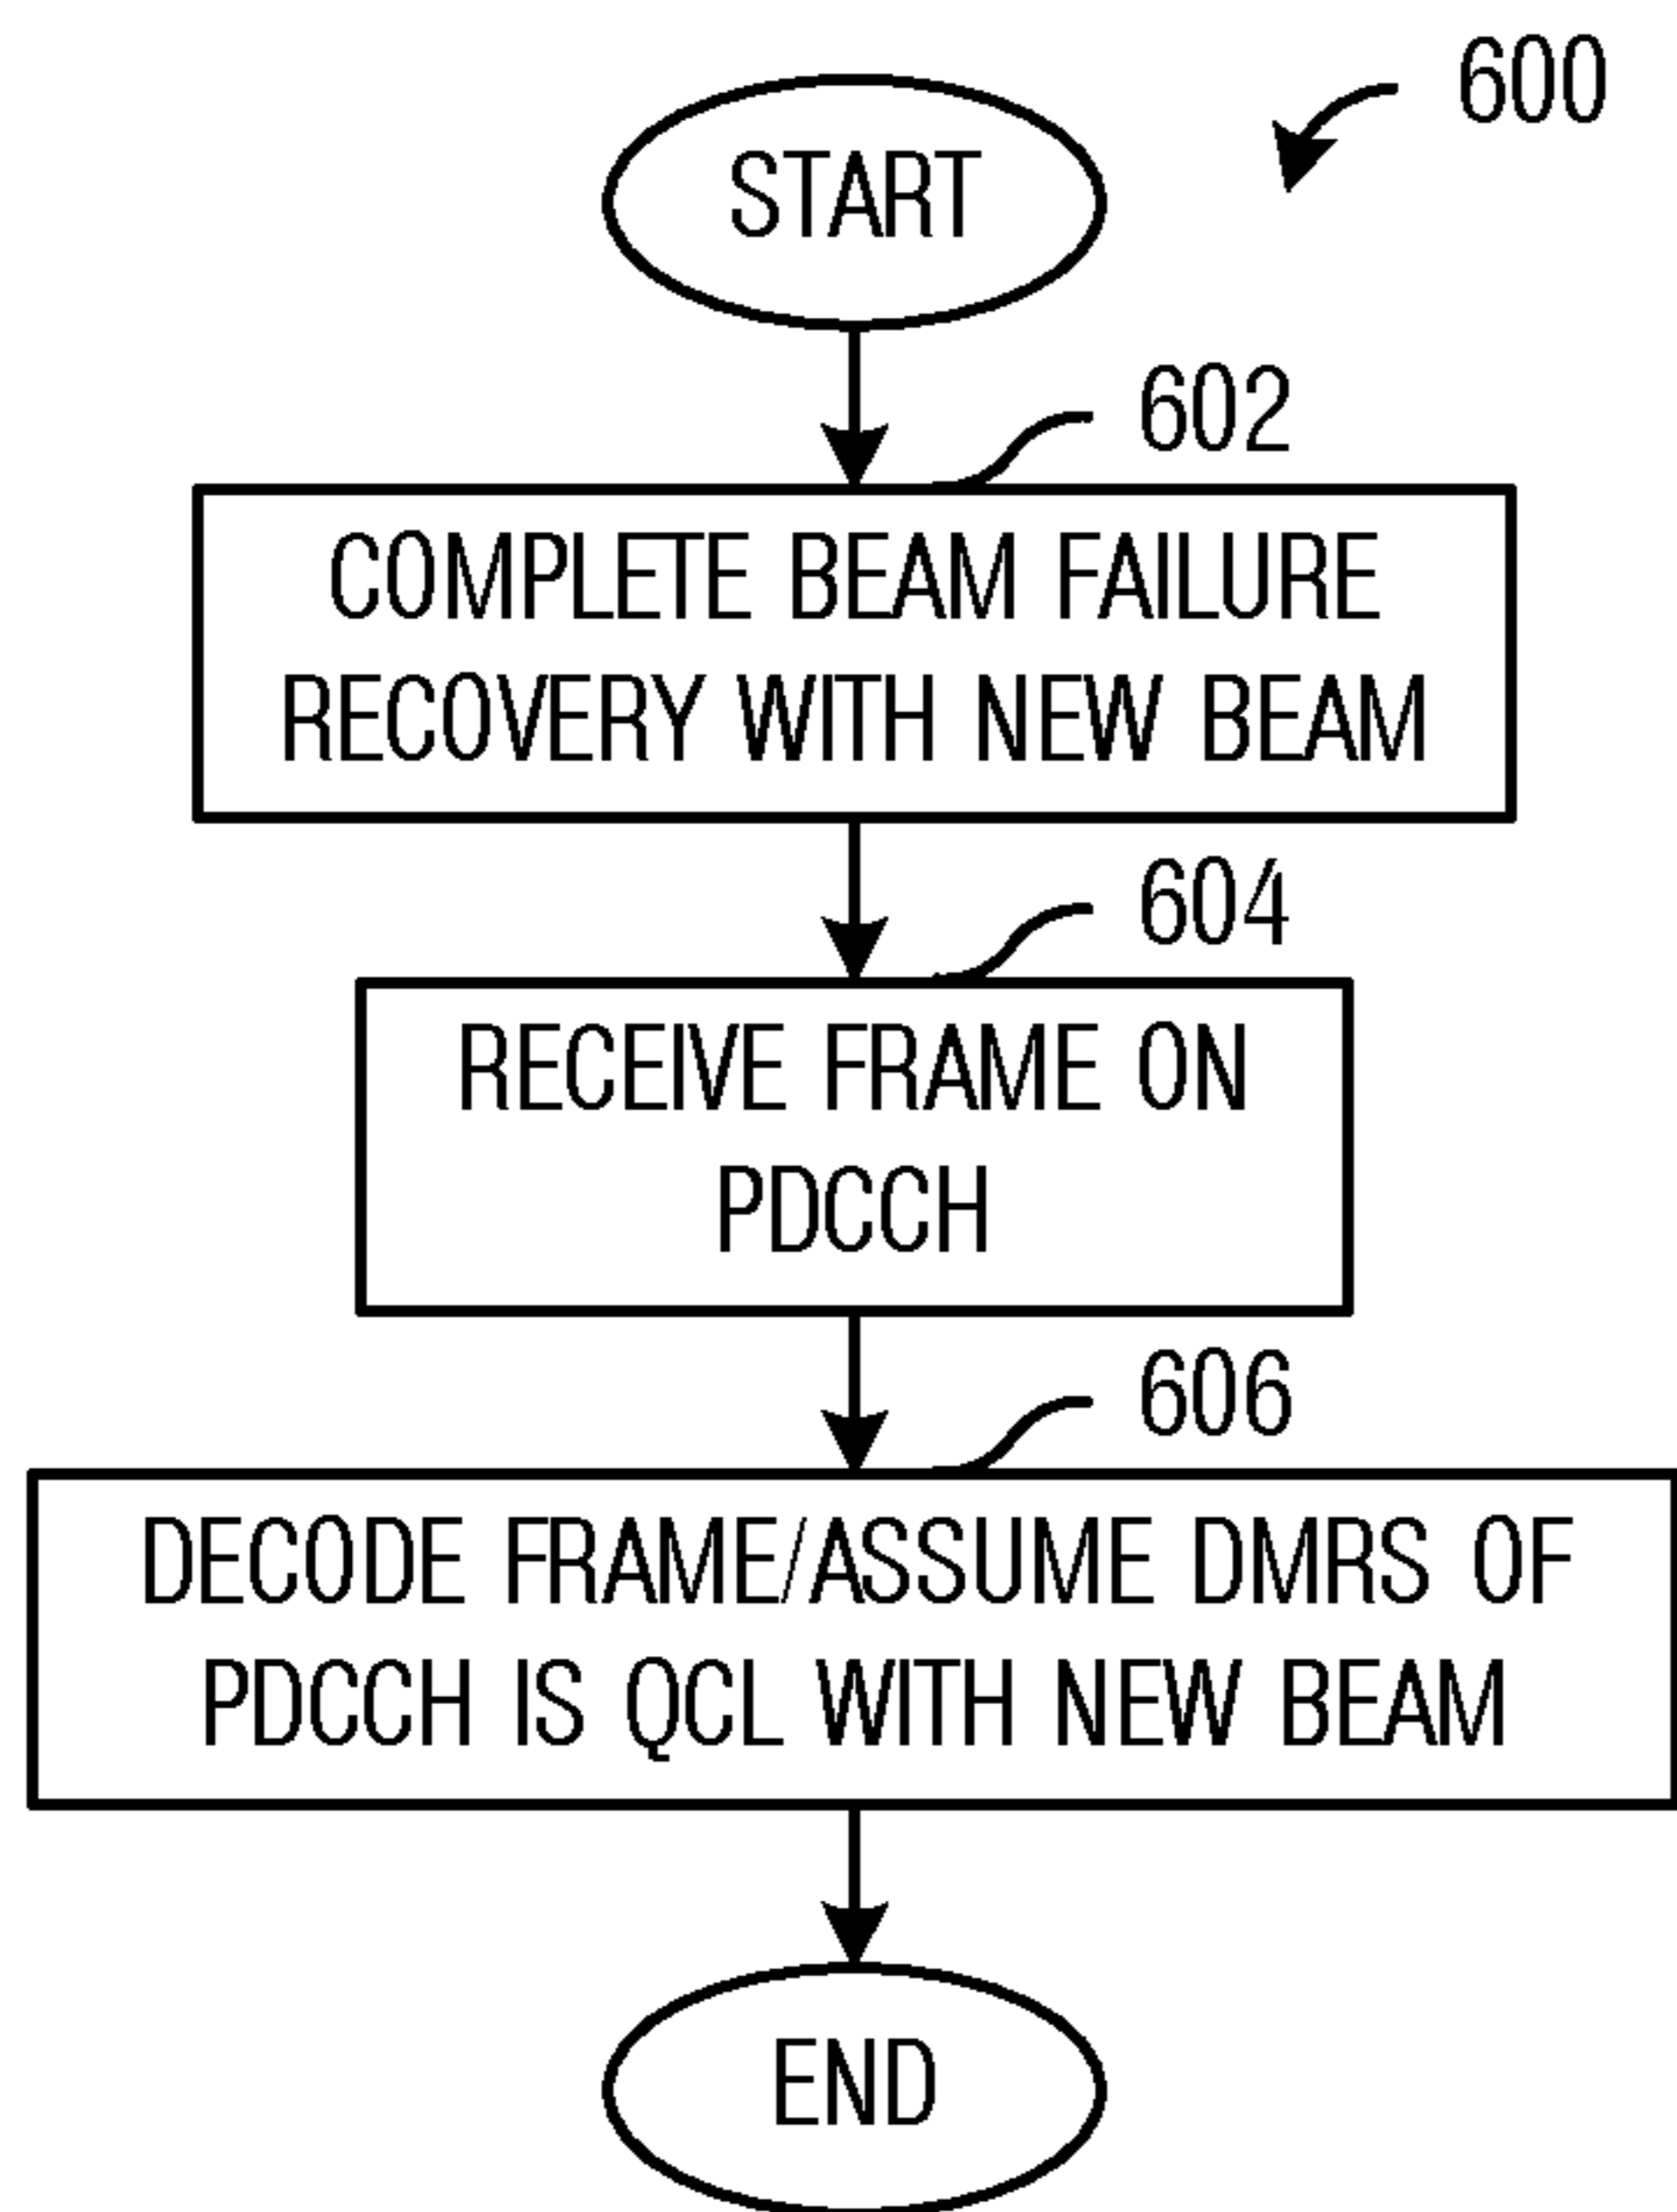 600
START
602
COMPLETE BEAM FAILURE
RECOVERY WITH NEW BEAM
604
RECEIVE FRAME ON
PDCCH
606
DECODE FRAME/ASSUME DMRS OF
PDCCH IS QCL WITH NEW BEAM
END